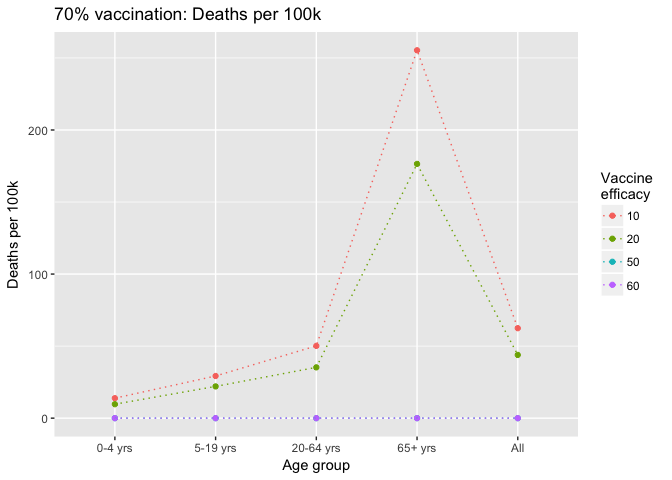 70% vaccination: Deaths per 100k
Deaths per 100k
200
100
0
0-4 yrs
5-19 yrs
20-64 yrs
65+ yrs
All
Age group
Vaccine
efficacy
10
20
50
60